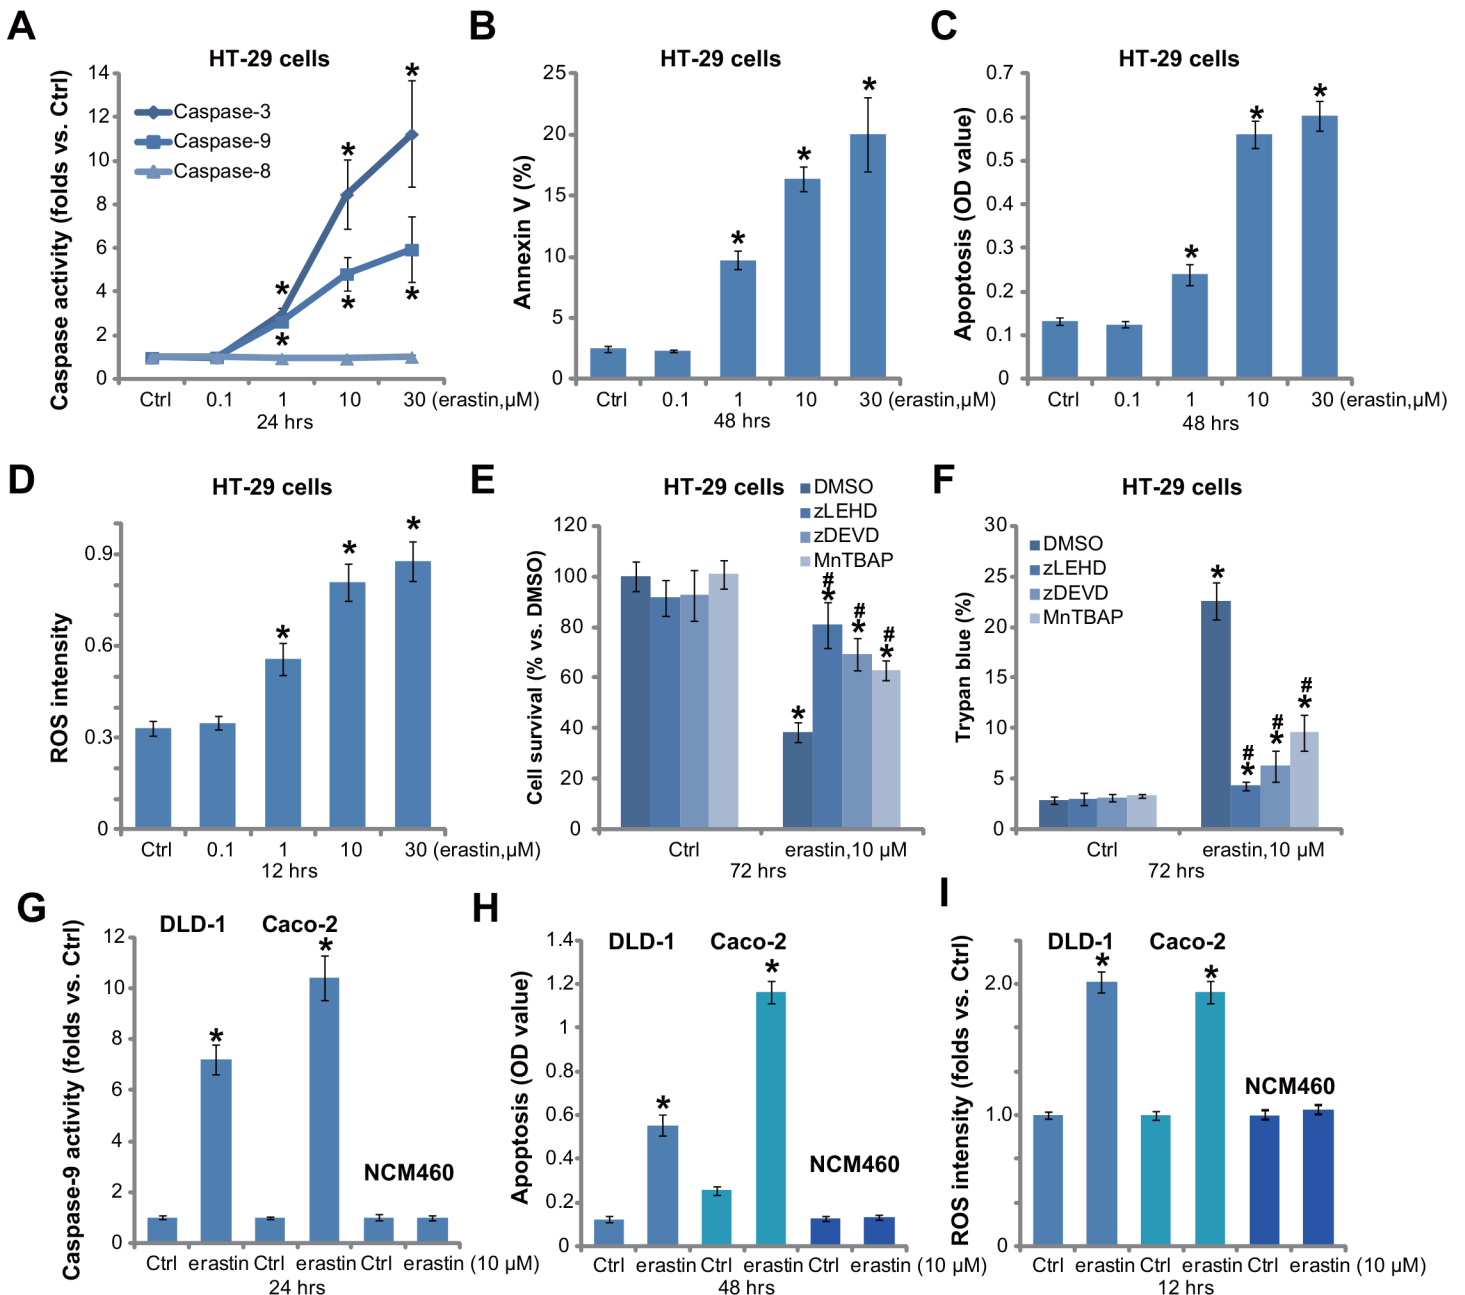 A
HT-29 cells
Caspase activity (folds vs. Ctrl)
14
12
10
8
6
4
2
0
Caspase-3
Caspase-9
Caspase-8
*
*
*
*
*
*
Ctrl 0.1 1 10 30 (erastin,µM)
24 hrs
B
HT-29 cells
Annexin V (%)
25
20
15
10
5
0
*
*
*
Ctrl 0.1 1 10 30 (erastin,µM)
48 hrs
C
HT-29 cells
Apoptosis (OD value)
0.7
0.6
0.5
0.4
0.3
0.2
0.1
0
*
*
*
Ctrl 0.1 1 10 30 (erastin,µM)
48 hrs
D
HT-29 cells
ROS intensity
0.9
0.6
0.3
0
*
*
*
Ctrl 0.1 1 10 30 (erastin,µM)
12 hrs
E
HT-29 cells
DMSO
zLEHD
zDEVD
MnTBAP
Cell survival (% vs. DMSO)
120
100
80
60
40
20
0
*
#
*
#
*
#
*
Ctrl erastin,10 µM
72 hrs
F
HT-29 cells
DMSO
zLEHD
zDEVD
MnTBAP
Trypan blue (%)
30
25
20
15
10
5
0
*
#
*
#
*
#
*
Ctrl erastin,10 µM
72 hrs
G
DLD-1 Caco-2
NCM460
Caspase-9 activity (folds vs. Ctrl)
12
10
8
6
4
2
0
*
*
Ctrl erastin Ctrl erastin Ctrl erastin (10 µM)
24 hrs
H
DLD-1 Caco-2
NCM460
Apoptosis (OD value)
1.4
1.2
1
0.8
0.6
0.4
0.2
0
*
*
Ctrl erastin Ctrl erastin Ctrl erastin (10 µM)
48 hrs
I
DLD-1 Caco-2
NCM460
ROS intensity (folds vs. Ctrl)
2.0
1.0
0
*
*
Ctrl erastin Ctrl erastin Ctrl erastin (10 µM)
12 hrs